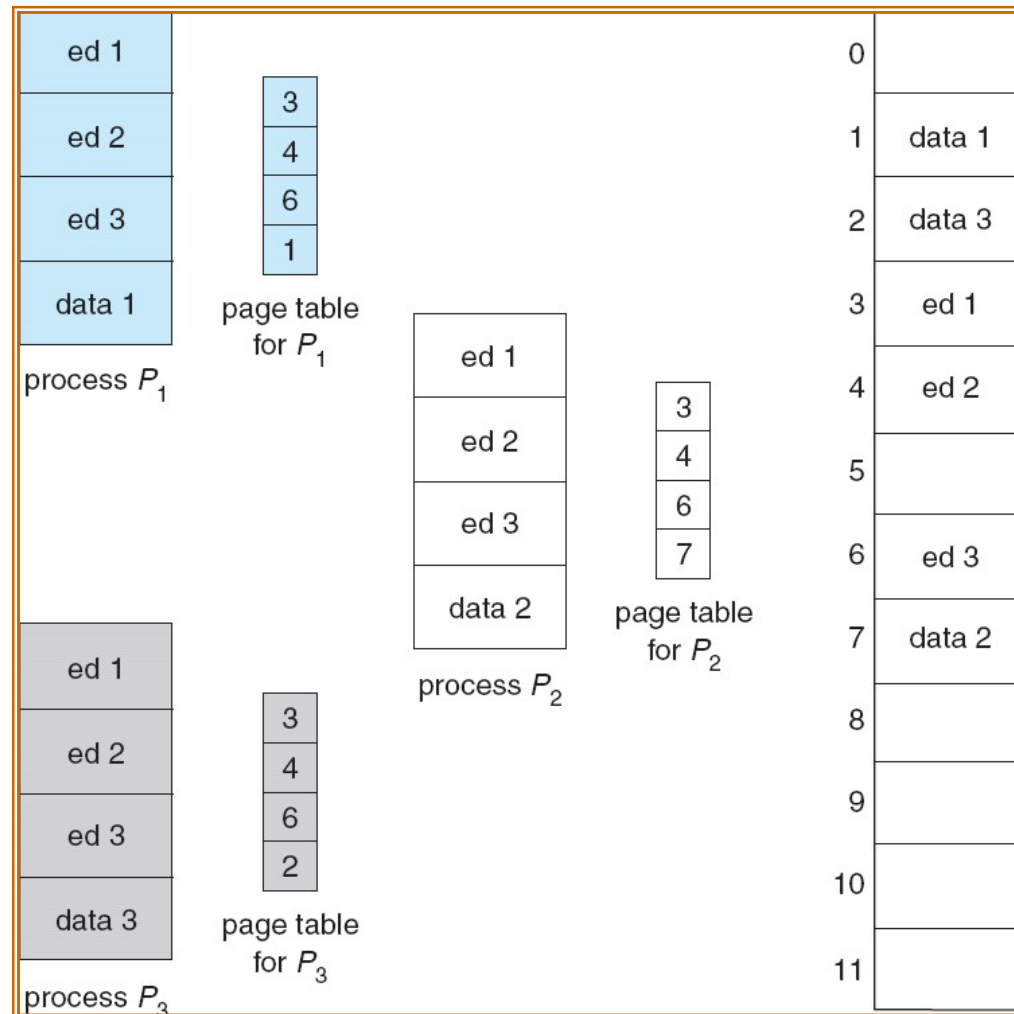 ed 1
ed 2
ed 3
data 1
process P1
3
4
6
1
page table
for P1
ed 1
ed 2
ed 3
data 2
process P2
3
4
6
7
page table
for P2
ed 1
ed 2
ed 3
data 3
process P3
3
4
6
2
page table
for P3
0
1 data 1
2 data 3
3 ed 1
4 ed 2
5
6 ed 3
7 data 2
8
9
10
11